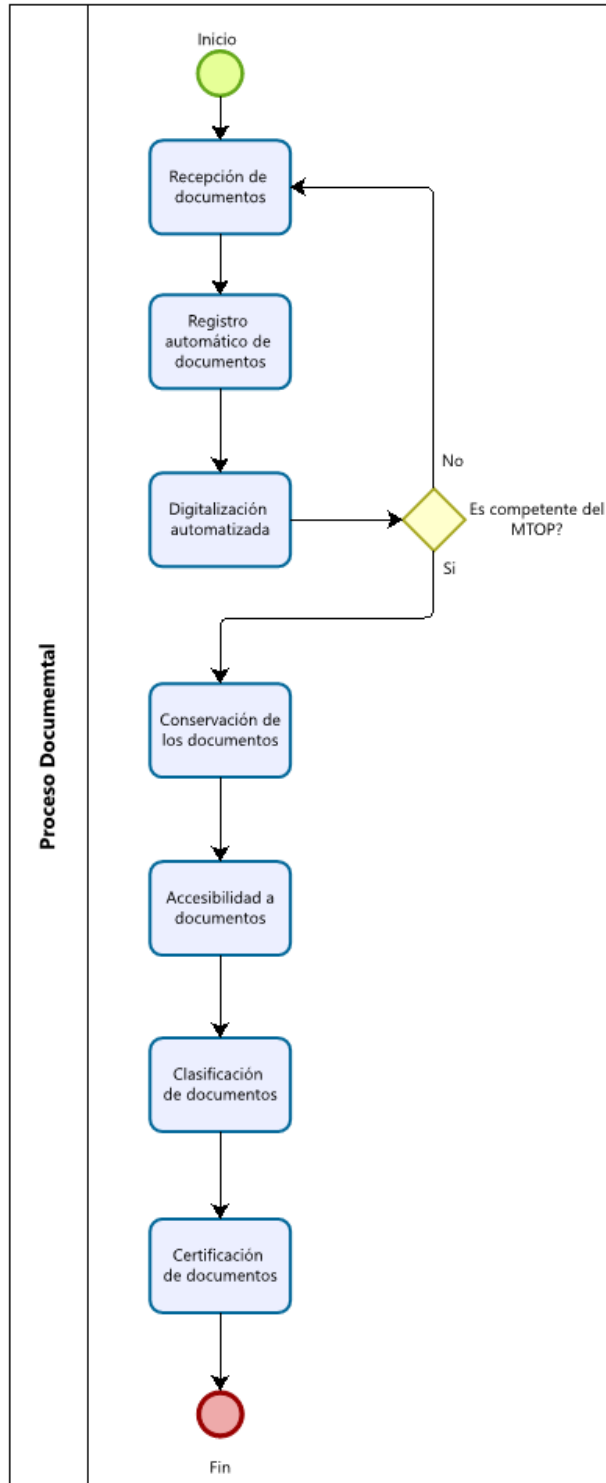 Proceso Documemtal
Inicio
Recepción de
documentos
Registro
automático de
documentos
Digitalización
automatizada
No
Es competente del
MTOP?
Si
Conservación de
los documentos
Accesibilidad a
documentos
Clasificación
de documentos
Certificación
de documentos
Fin